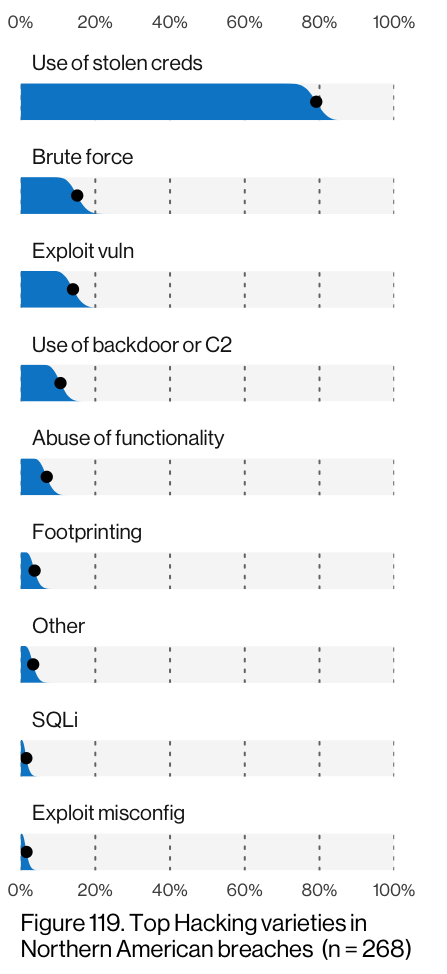 0% 20% 40% 60% 80% 100%
Use of stolen creds
Brute force
Exploit vuln
Use of backdoor or C2
Abuse of functionality
Footprinting
Other
SQLi
Exploit misconfig
0% 20% 40% 60% 80% 100%
Figure 119. Top Hacking varieties in
Northern American breaches (n = 268)